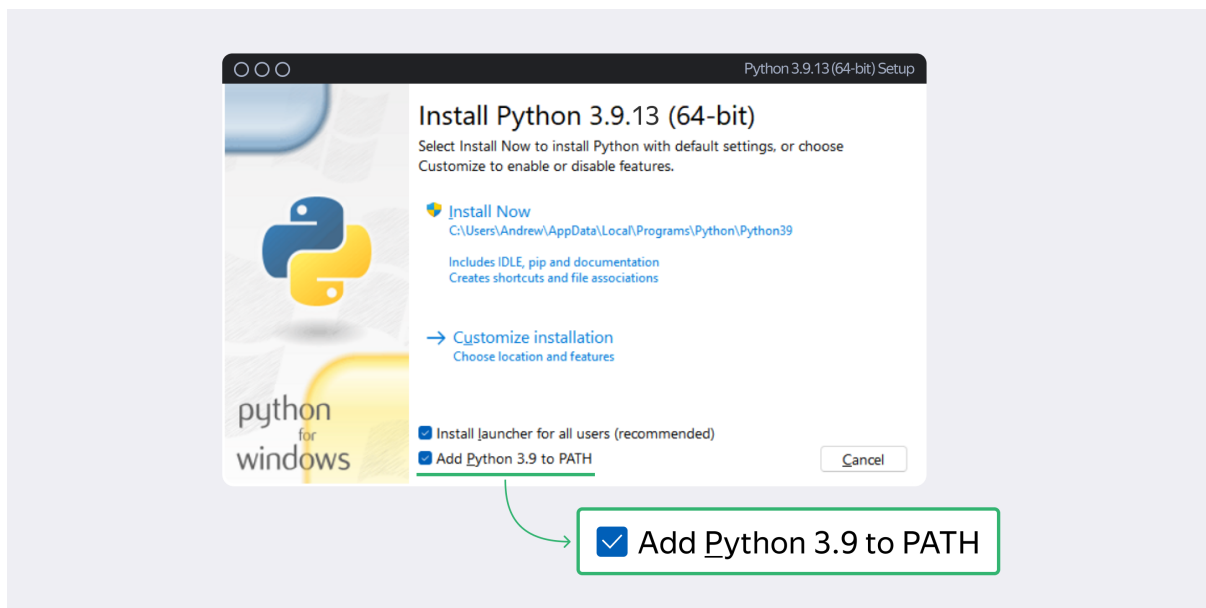 Python 3.9.13 (64-bit) Setup
Install Python 3.9.13 (64-bit)
Select Install Now to install Python with default settings, or choose
Customize to enable or disable features.
Install Now
C:\Users\Andrew\AppData\Local\Programs\Python\Python39
Includes IDLE, pip and documentation
Creates shortcuts and file associations
Customize installation
Choose location and features
python
for
windows
Install launcher for all users (recommended)
Add Python 3.9 to PATH
Cancel
Add Python 3.9 to PATH